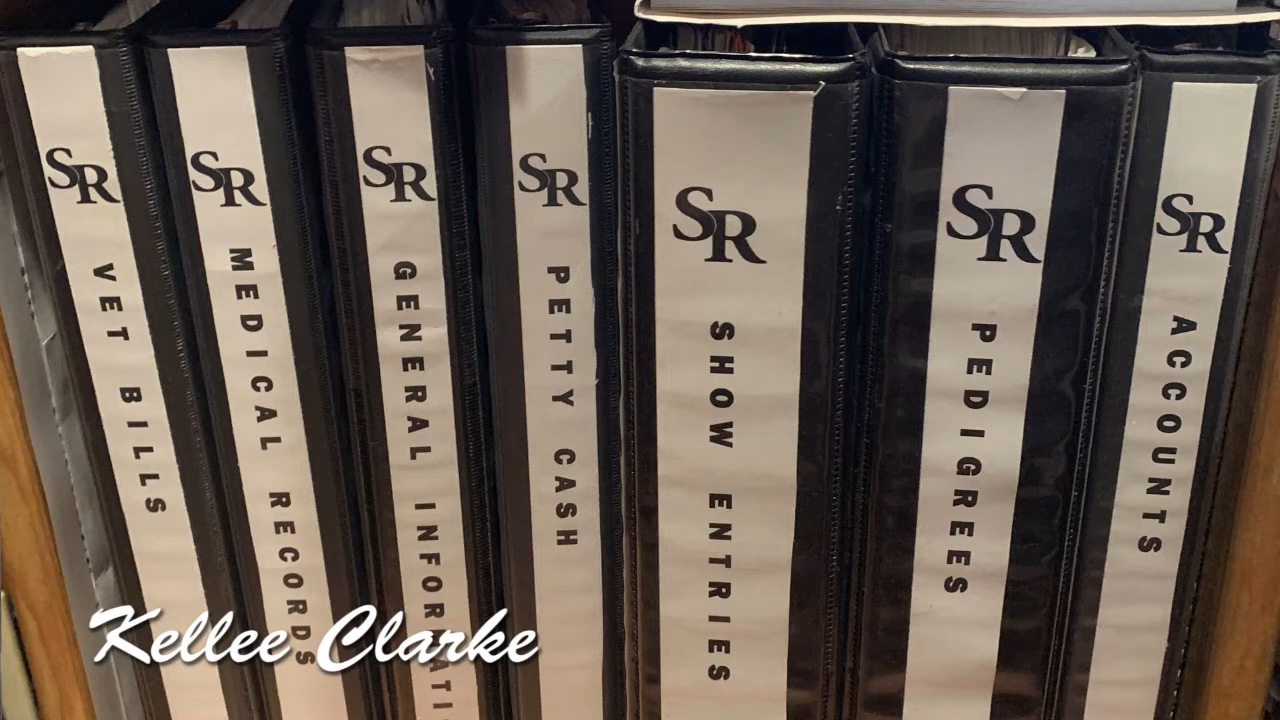 SR VET BILLS
SR MEDICAL RECORDS
SR GENERAL INFORMATI
SR PETTY CASH
SR SHOW ENTRIES
SR PEDIGREES
SR ACCOUNTS
Kellee Clarke